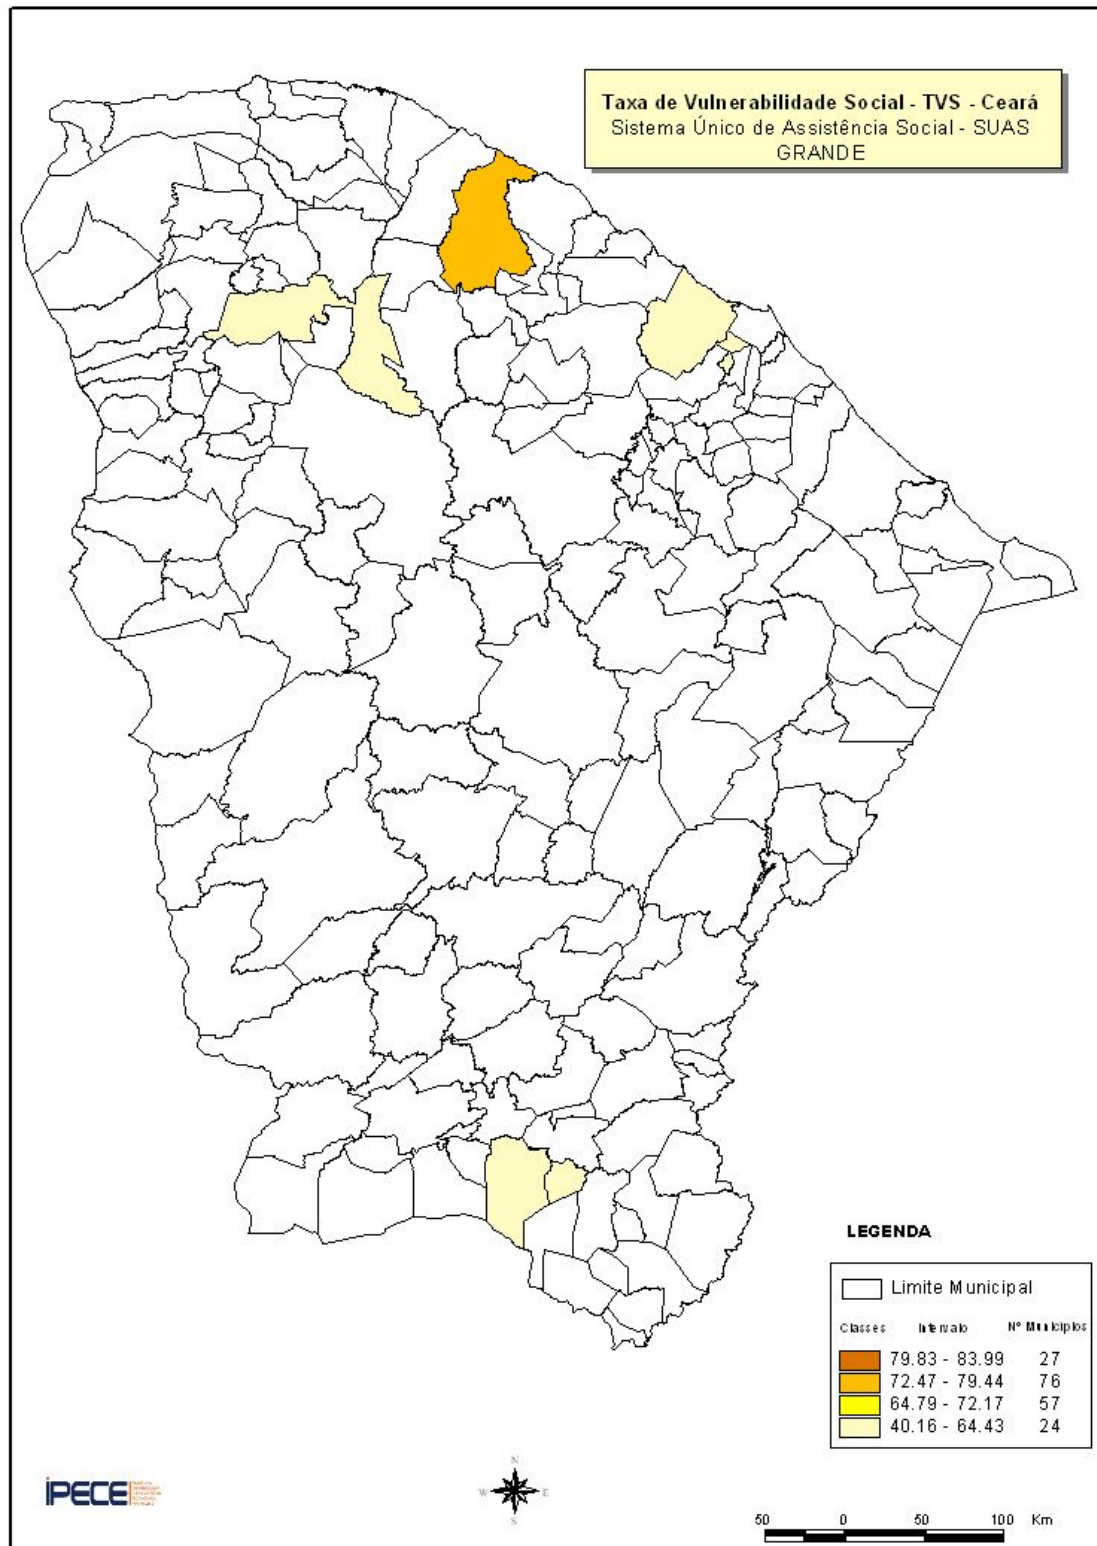 Taxa de Vulnerabilidade Social - TVS - Ceará
Sistema Único de Assistência Social - SUAS
GRANDE
LEGENDA
Limite Municipal
Classes Intervalo Nº Municípios
79.83 - 83.99 27
72.47 - 79.44 76
64.79 - 72.17 57
40.16 - 64.43 24
IPECE
N
W E
S
50 0 50 100 Km